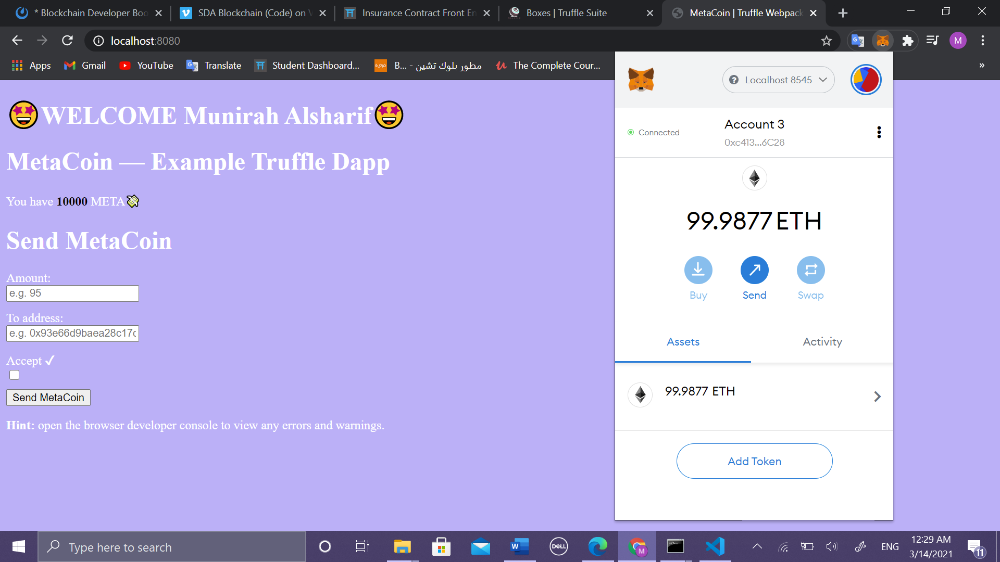 * Blockchain Developer Boo
SDA Blockchain (Code) on V
Insurance Contract Front En
Boxes | Truffle Suite
MetaCoin | Truffle Webpack
localhost:8080
M
Apps
Gmail
YouTube
Translate
Student Dashboard...
B... - مطور بلوك تشين
The Complete Cour...
»
WELCOME Munirah Alsharif
MetaCoin — Example Truffle Dapp
You have 10000 META
Send MetaCoin
Amount:
e.g. 95
To address:
e.g. 0x93e66d9baea28c17c
Accept ✓
Send MetaCoin
Hint: open the browser developer console to view any errors and warnings.
Localhost 8545
Connected
Account 3
0xc413...6C28
99.9877 ETH
Buy
Send
Swap
Assets
Activity
99.9877 ETH
Add Token
Type here to search
DELL
ENG
12:29 AM
3/14/2021
11